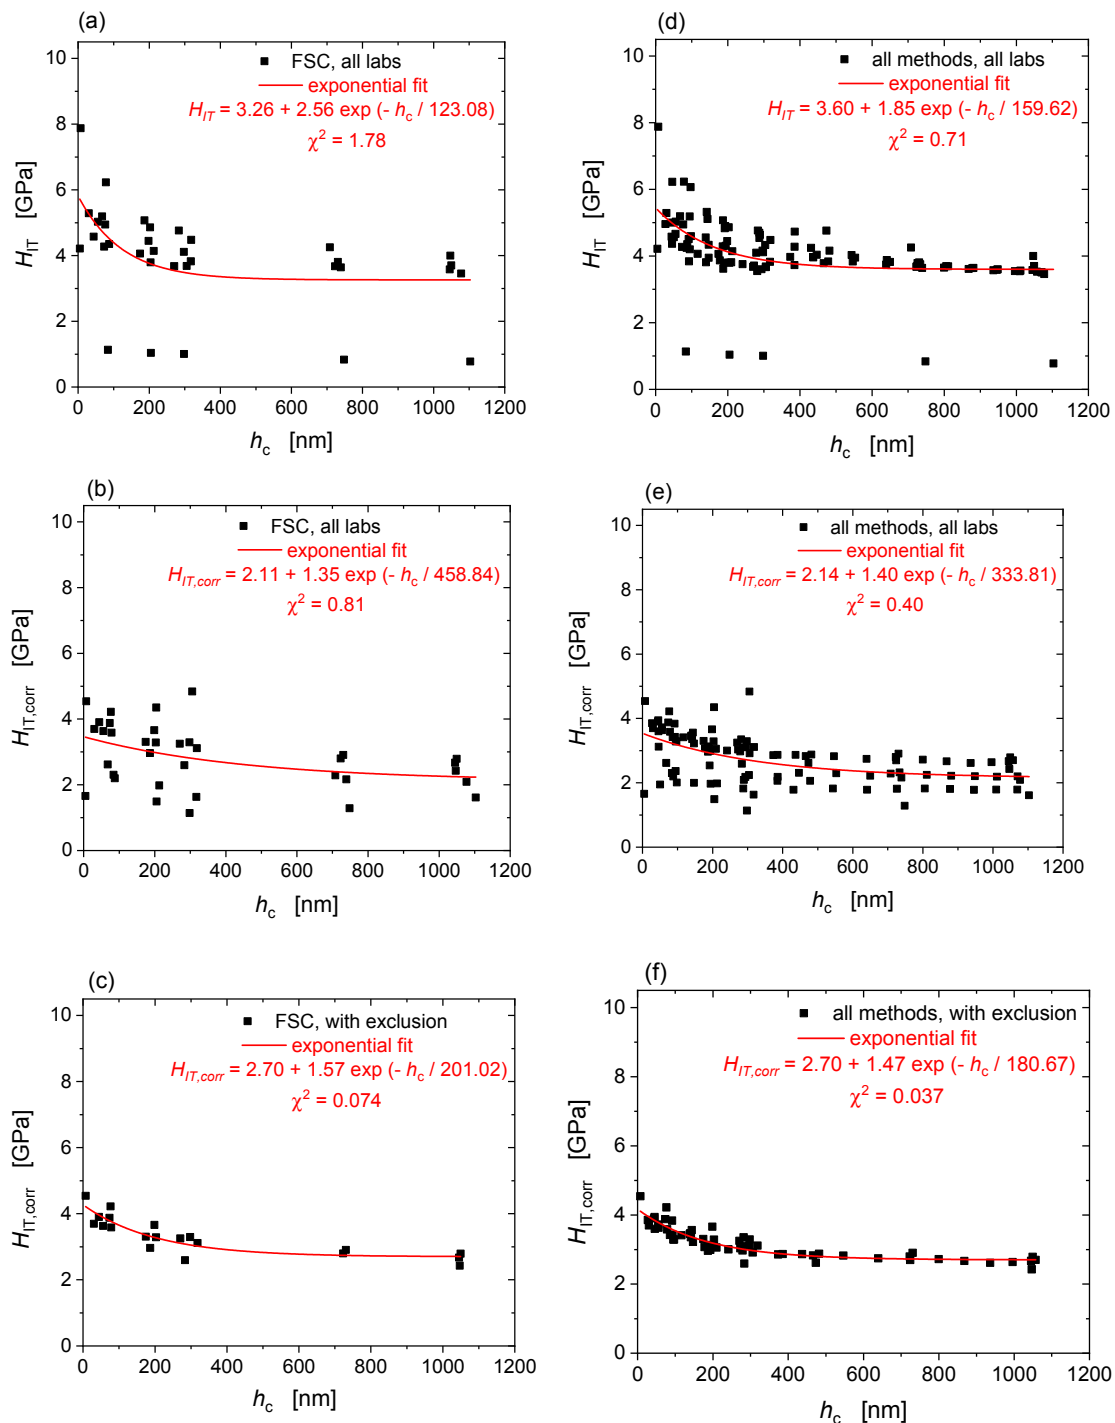 (a)
10
8
6
4
2
0
H_IT [GPa]
FSC, all labs
exponential fit
H_IT = 3.26 + 2.56 exp (- h_c / 123.08)
χ² = 1.78
0 200 400 600 800 1000 1200
h_c [nm]
(d)
10
8
6
4
2
0
H_IT [GPa]
all methods, all labs
exponential fit
H_IT = 3.60 + 1.85 exp (- h_c / 159.62)
χ² = 0.71
0 200 400 600 800 1000 1200
h_c [nm]
(b)
10
8
6
4
2
0
H_IT,corr [GPa]
FSC, all labs
exponential fit
H_IT,corr = 2.11 + 1.35 exp (- h_c / 458.84)
χ² = 0.81
0 200 400 600 800 1000 1200
h_c [nm]
(e)
10
8
6
4
2
0
H_IT,corr [GPa]
all methods, all labs
exponential fit
H_IT,corr = 2.14 + 1.40 exp (- h_c / 333.81)
χ² = 0.40
0 200 400 600 800 1000 1200
h_c [nm]
(c)
10
8
6
4
2
0
H_IT,corr [GPa]
FSC, with exclusion
exponential fit
H_IT,corr = 2.70 + 1.57 exp (- h_c / 201.02)
χ² = 0.074
0 200 400 600 800 1000 1200
h_c [nm]
(f)
10
8
6
4
2
0
H_IT,corr [GPa]
all methods, with exclusion
exponential fit
H_IT,corr = 2.70 + 1.47 exp (- h_c / 180.67)
χ² = 0.037
0 200 400 600 800 1000 1200
h_c [nm]